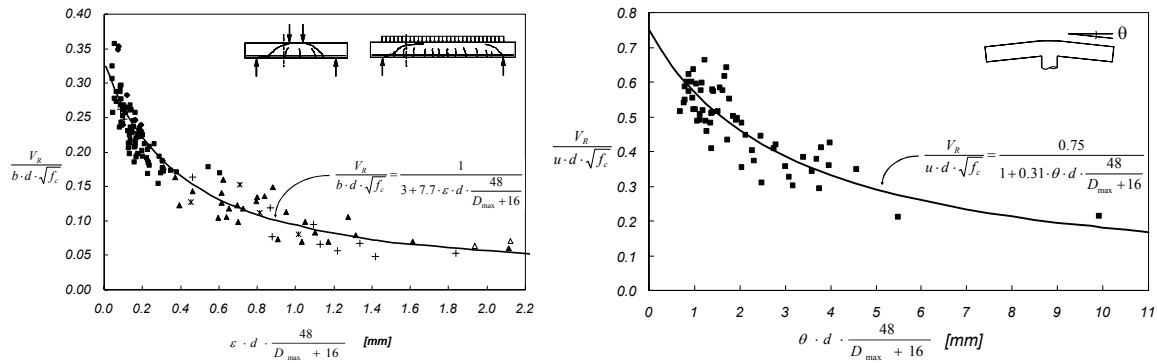 0.40
0.35
0.30
0.25
0.20
0.15
0.10
0.05
0.00
V_R / (b · d · √f_c)
V_R / (b · d · √f_c) = 1 / (3 + 7.7 · ε · d · 48 / (D_max + 16))
0.0 0.2 0.4 0.6 0.8 1.0 1.2 1.4 1.6 1.8 2.0 2.2
ε · d · 48 / (D_max + 16) [mm]
0.8
0.7
0.6
0.5
0.4
0.3
0.2
0.0
V_R / (u · d · √f_c)
θ
V_R / (u · d · √f_c) = 0.75 / (1 + 0.31 · θ · d · 48 / (D_max + 16))
0 1 2 3 4 5 6 7 8 9 10 11
θ · d · 48 / (D_max + 16) [mm]